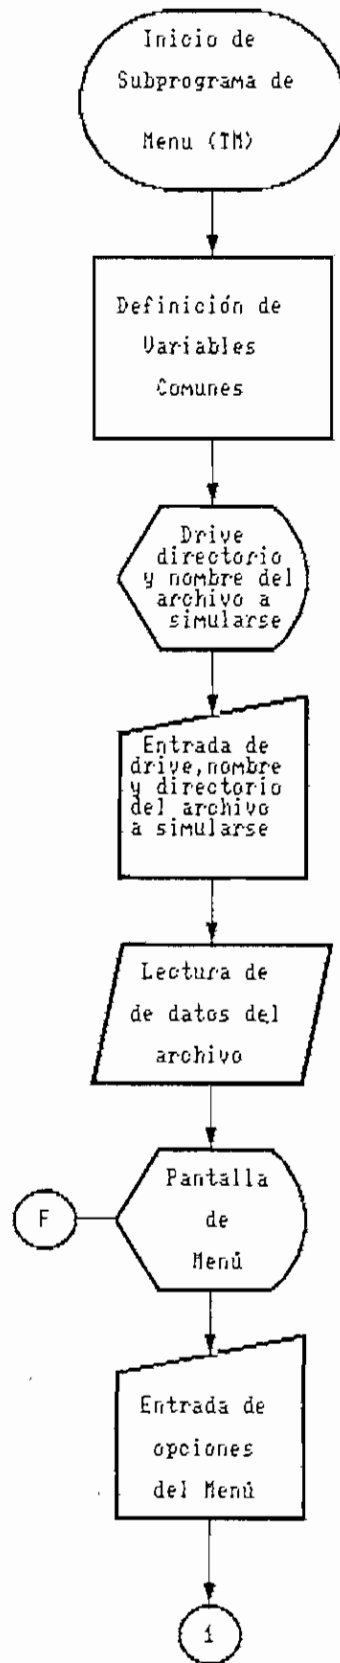 Inicio de
Subprograma de
Menu (TM)
Definición de
Variables
Comunes
Drive
directorio
y nombre del
archivo a
simularse
Entrada de
drive,nombre
y directorio
del archivo
a simularse
Lectura de
de datos del
archivo
F
Pantalla
de
Menú
Entrada de
opciones
del Menú
1